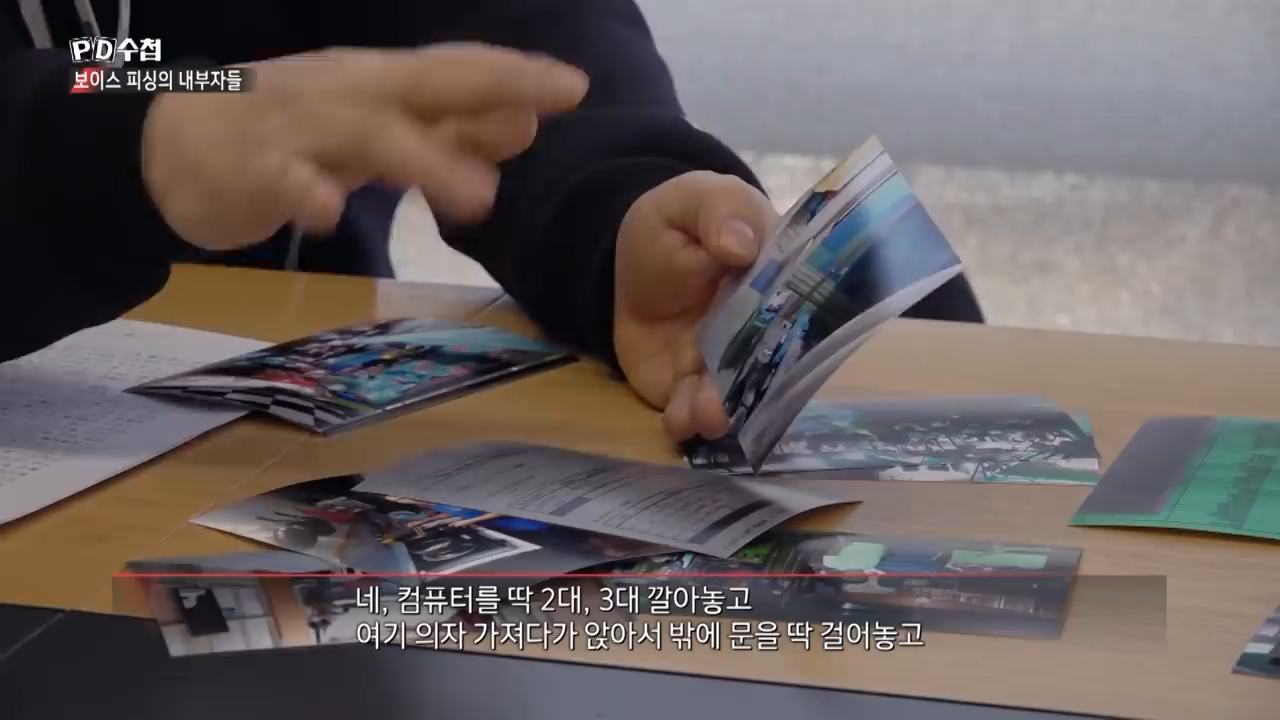 PD수첩
보이스 피싱의 내부자들
네, 컴퓨터를 딱 2대, 3대 깔아놓고
여기 의자 가져다가 앉아서 밖에 문을 딱 걸어놓고